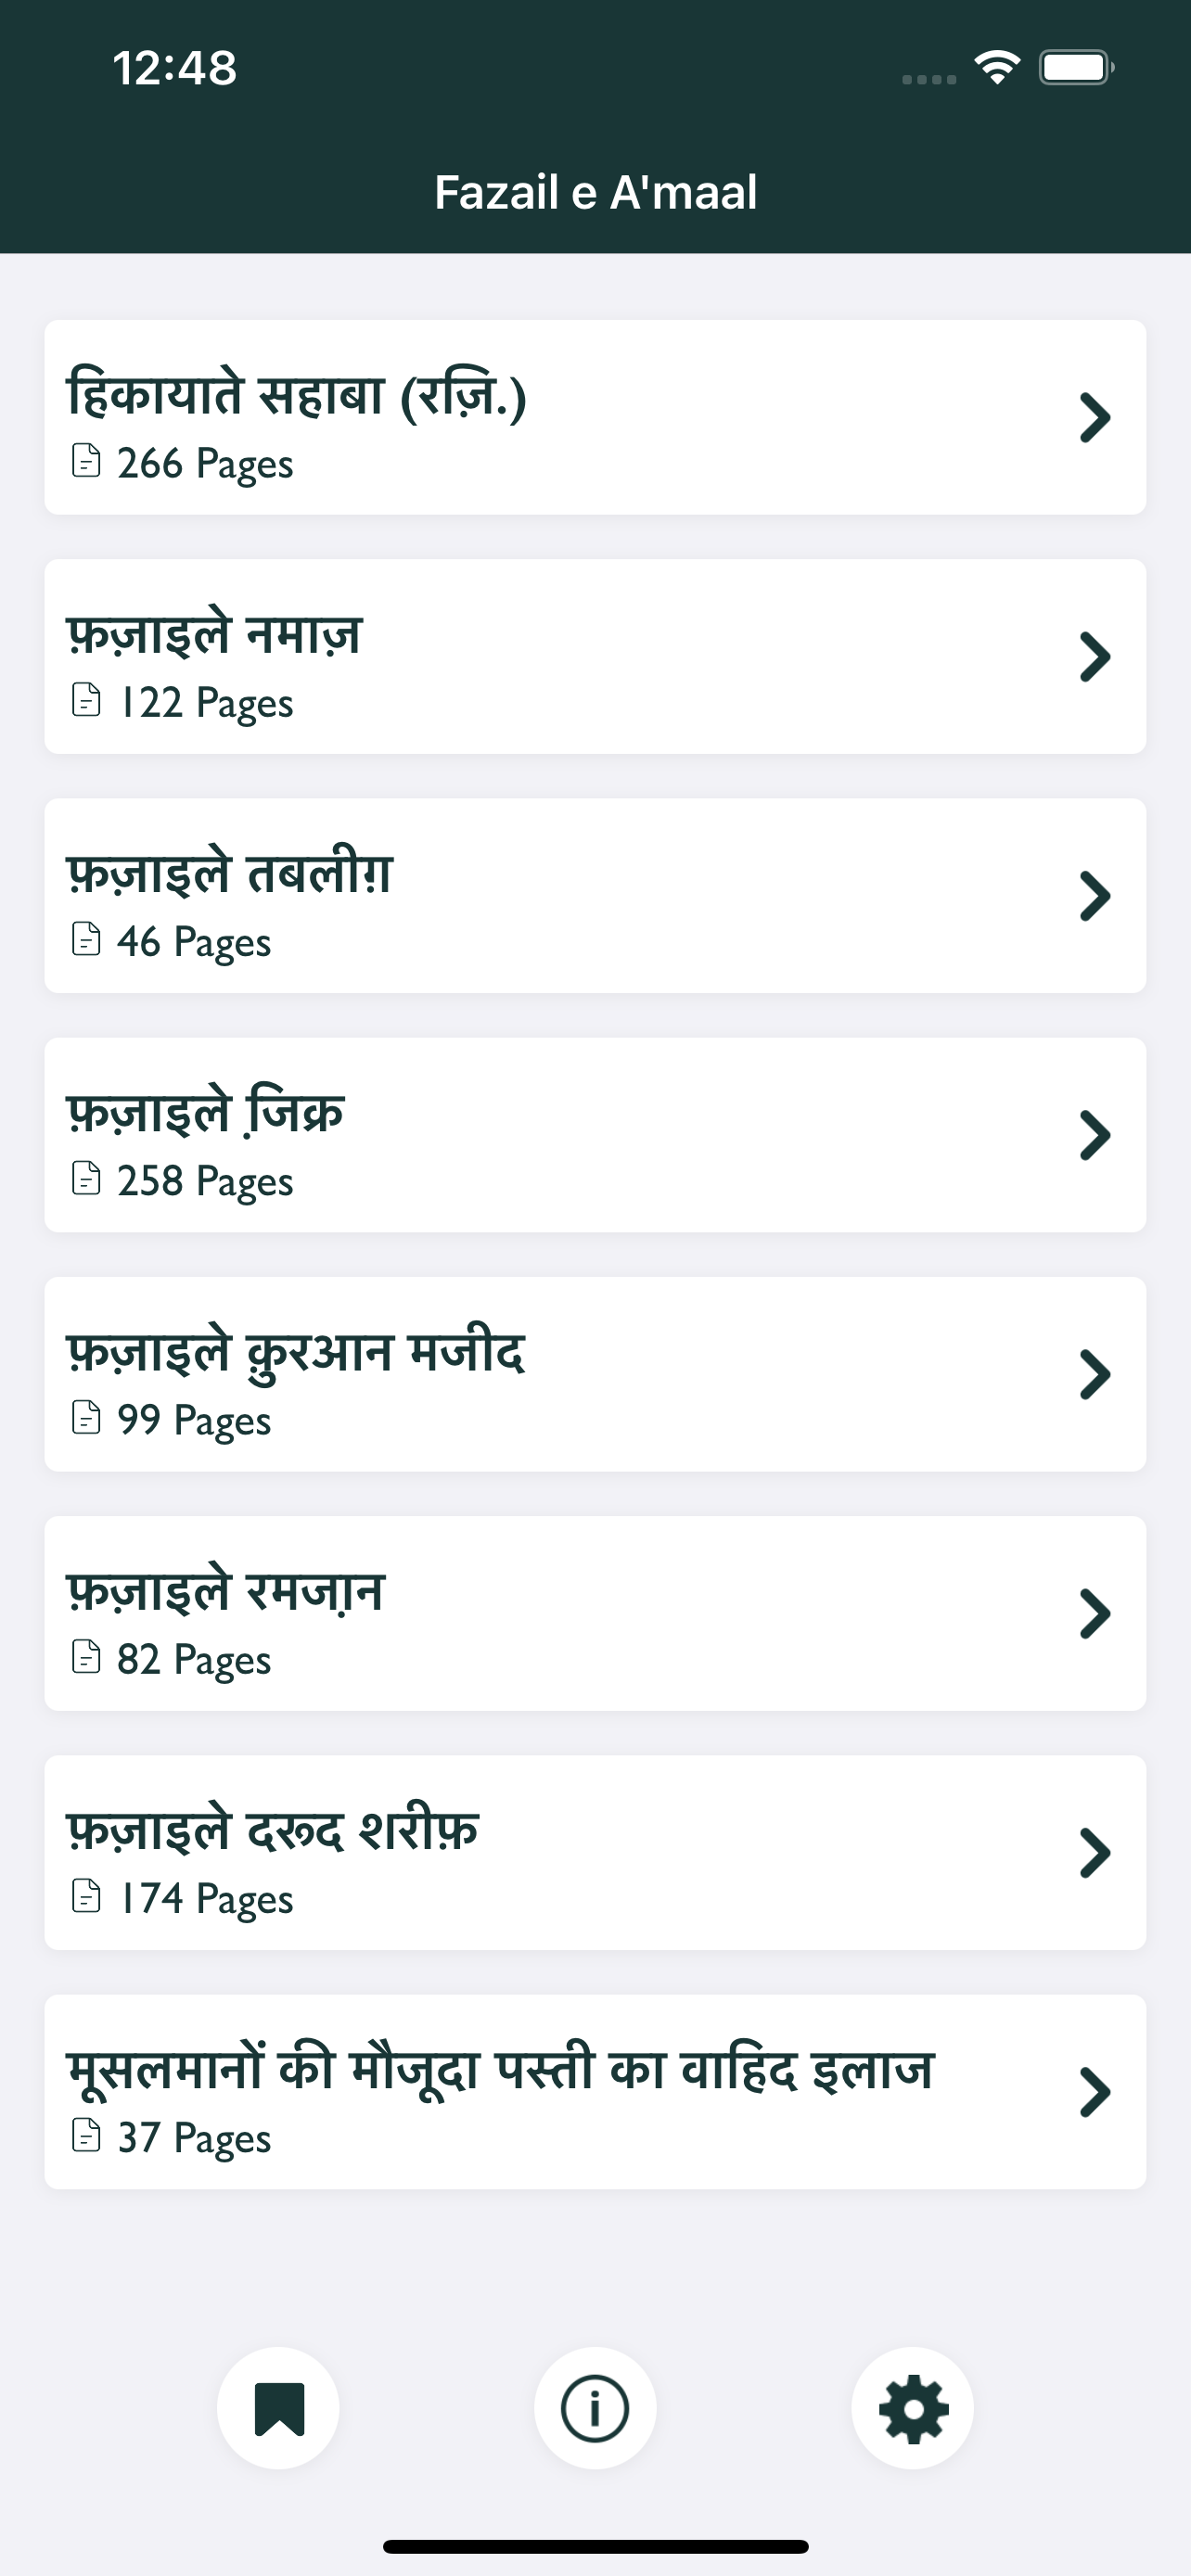 12:48
Fazail e A'maal
हिकायाते सहाबा (रज़ि.)
266 Pages
फ़ज़ाइले नमाज़
122 Pages
फ़ज़ाइले तबलीग़
46 Pages
फ़ज़ाइले ज़िक्र
258 Pages
फ़ज़ाइले क़ुरआन मजीद
99 Pages
फ़ज़ाइले रमजा़न
82 Pages
फ़ज़ाइले दरूद शरीफ़
174 Pages
मूसलमानों की मौजूदा पस्ती का वाहिद इलाज
37 Pages